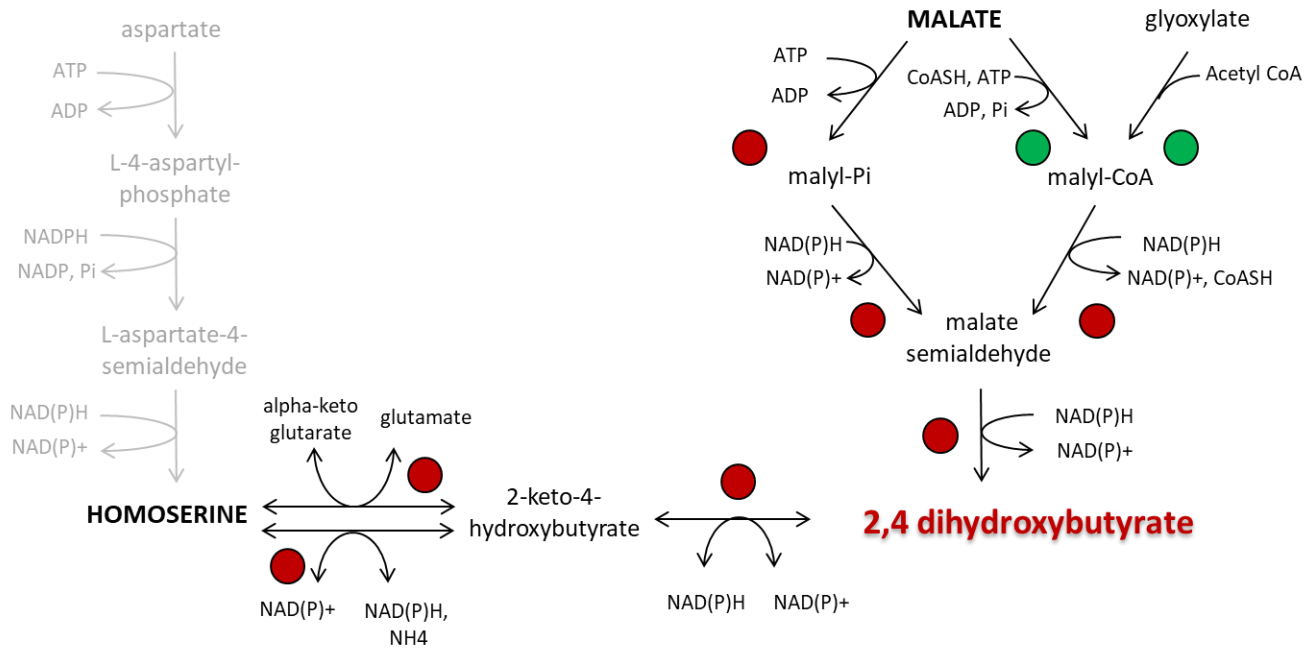 aspartate
ATP
ADP
L-4-aspartyl-
phosphate
NADPH
NADP, Pi
L-aspartate-4-
semialdehyde
NAD(P)H
NAD(P)+
HOMOSERINE
alpha-keto
glutarate
glutamate
NAD(P)+
NAD(P)H,
NH4
2-keto-4-
hydroxybutyrate
NAD(P)H
NAD(P)+
MALATE
glyoxylate
ATP
ADP
CoASH, ATP
ADP, Pi
Acetyl CoA
malyl-Pi
malyl-CoA
NAD(P)H
NAD(P)+
NAD(P)H
NAD(P)+, CoASH
malate
semialdehyde
NAD(P)H
NAD(P)+
2,4 dihydroxybutyrate